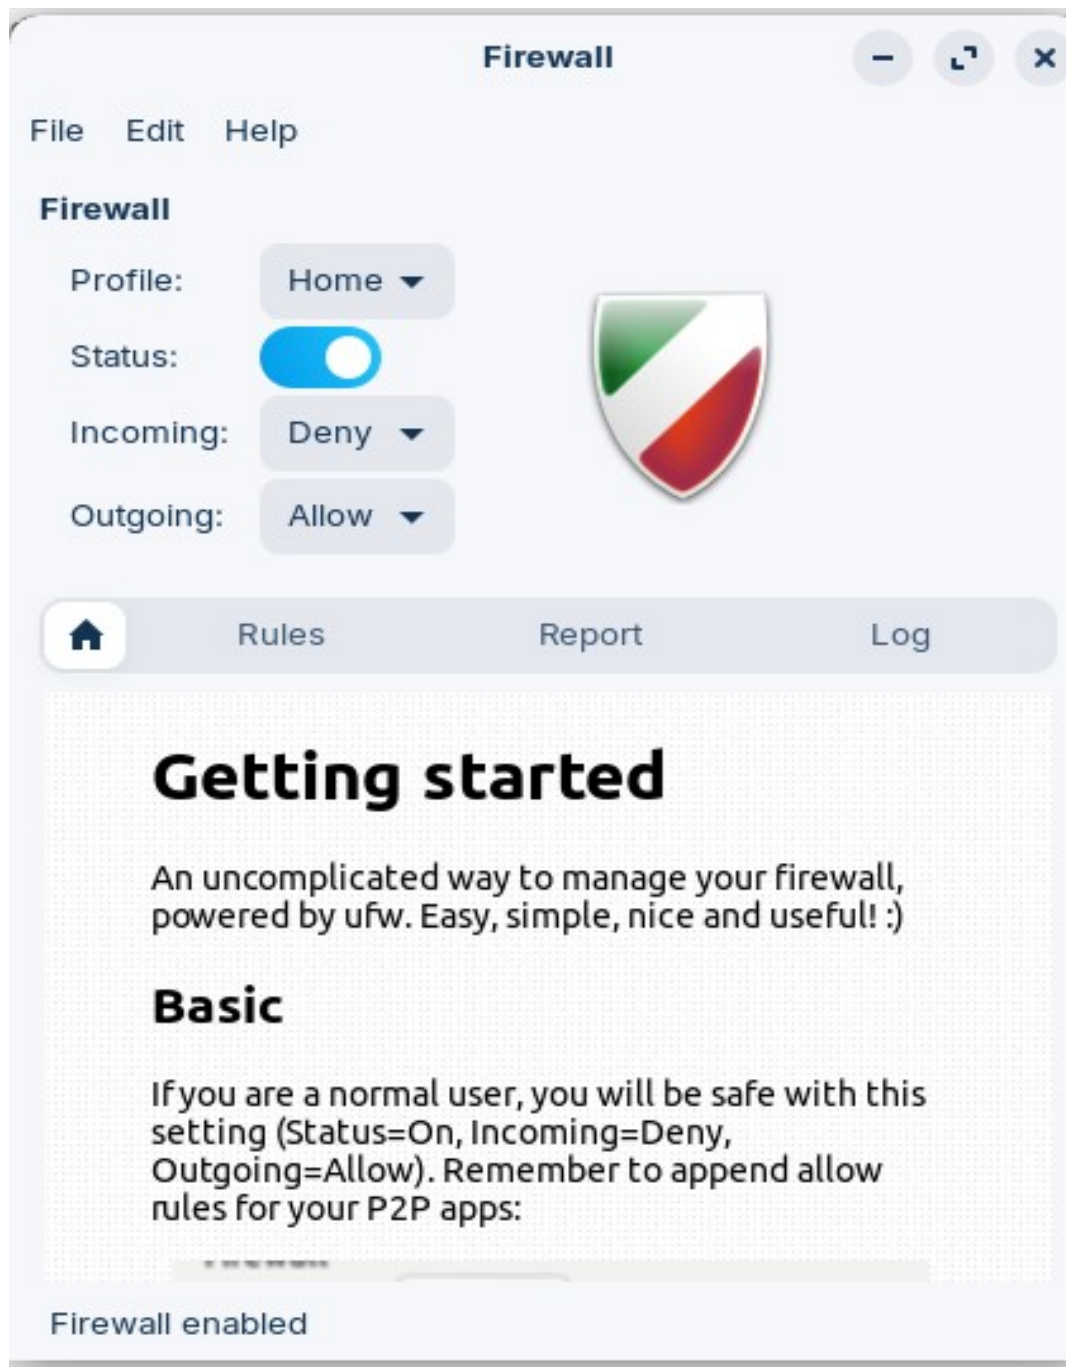 Firewall
File Edit Help
Firewall
Profile: Home
Status:
Incoming: Deny
Outgoing: Allow
Rules Report Log
Getting started
An uncomplicated way to manage your firewall,
powered by ufw. Easy, simple, nice and useful! :)
Basic
If you are a normal user, you will be safe with this
setting (Status=On, Incoming=Deny,
Outgoing=Allow). Remember to append allow
rules for your P2P apps:
Firewall enabled